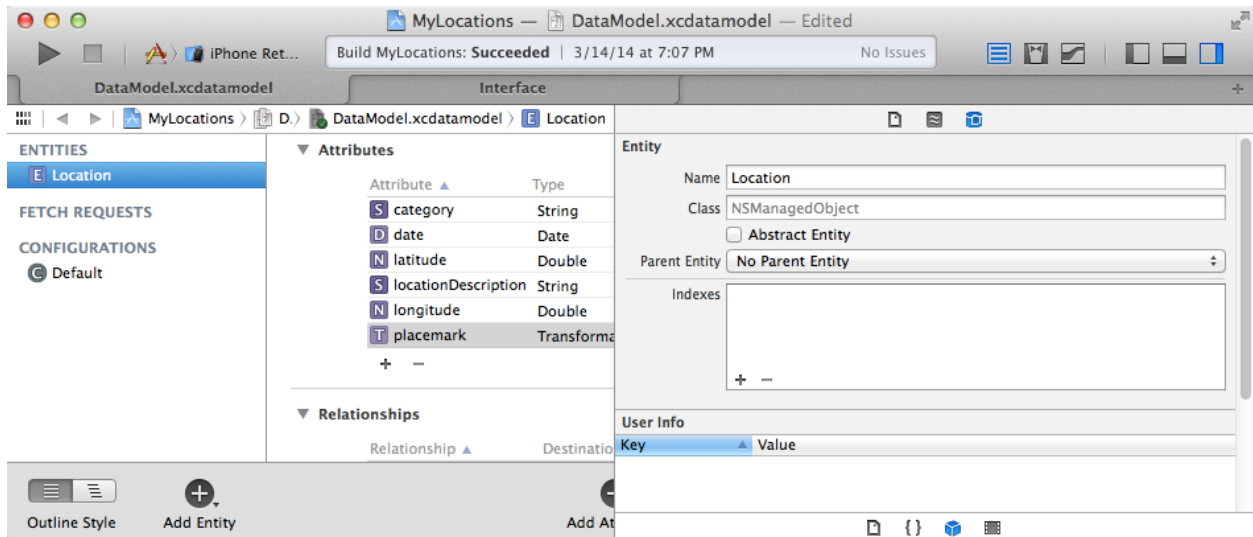 MyLocations — DataModel.xcdatamodel — Edited
iPhone Ret...
Build MyLocations: Succeeded | 3/14/14 at 7:07 PM
No Issues
DataModel.xcdatamodel
Interface
MyLocations 〉 D.〉 DataModel.xcdatamodel 〉 E Location
ENTITIES
E Location
FETCH REQUESTS
CONFIGURATIONS
C Default
Attributes
Attribute Type
S category String
D date Date
N latitude Double
S locationDescription String
N longitude Double
T placemark Transforma
+ −
Relationships
Relationship Destinatio
Entity
Name Location
Class NSManagedObject
Abstract Entity
Parent Entity No Parent Entity
Indexes
+ −
User Info
Key Value
Outline Style
Add Entity
Add At
{ }